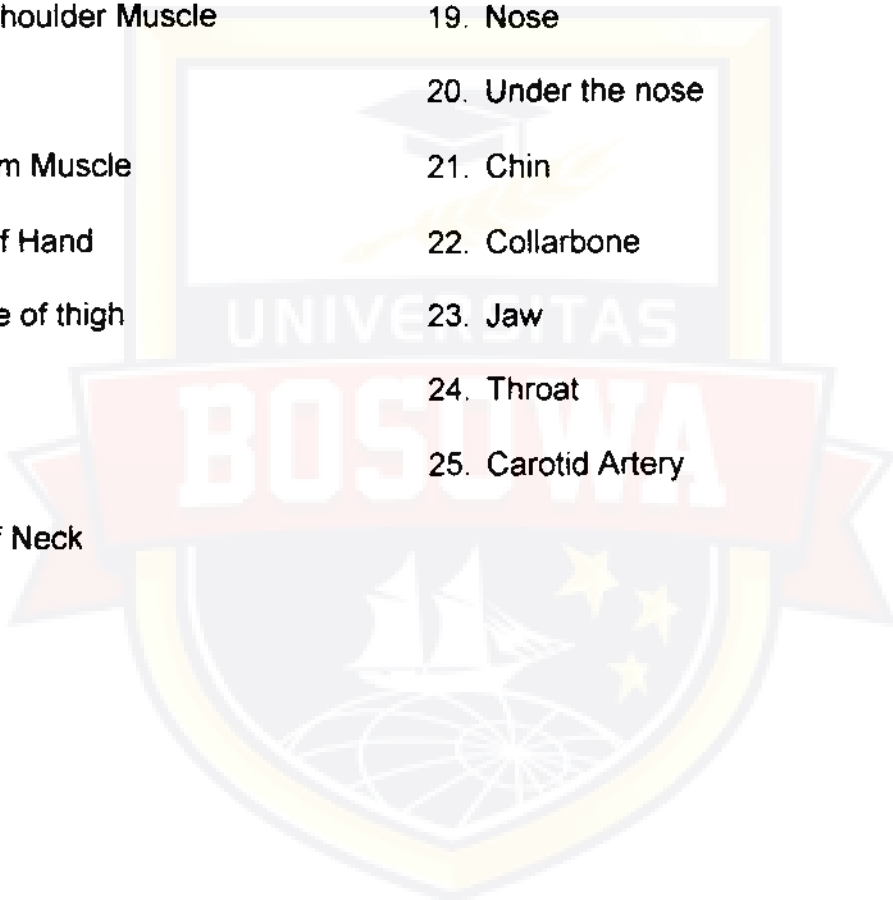 houlder Muscle
m Muscle
f Hand
e of thigh
Neck
19. Nose
20. Under the nose
21. Chin
22. Collarbone
23. Jaw
24. Throat
25. Carotid Artery
UNIVERSITAS
BOSOWA